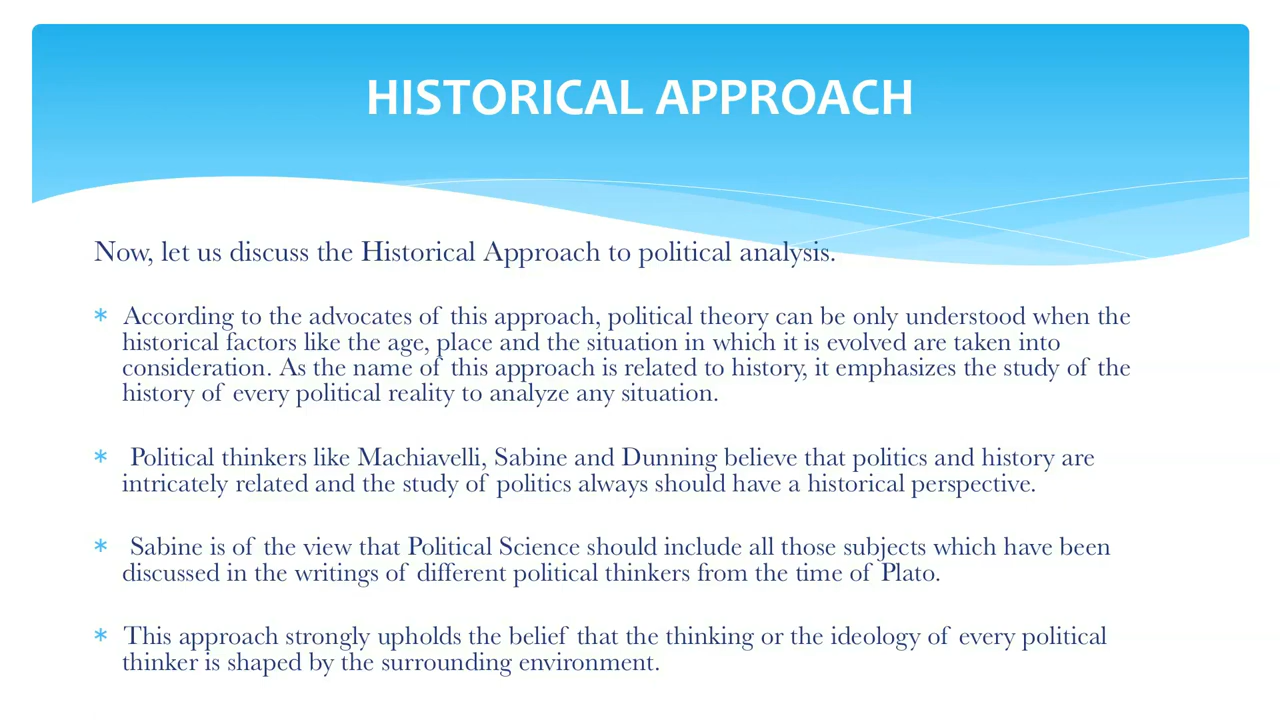 HISTORICAL APPROACH
Now, let us discuss the Historical Approach to political analysis.
* According to the advocates of this approach, political theory can be only understood when the
historical factors like the age, place and the situation in which it is evolved are taken into
consideration. As the name of this approach is related to history, it emphasizes the study of the
history of every political reality to analyze any situation.
* Political thinkers like Machiavelli, Sabine and Dunning believe that politics and history are
intricately related and the study of politics always should have a historical perspective.
* Sabine is of the view that Political Science should include all those subjects which have been
discussed in the writings of different political thinkers from the time of Plato.
* This approach strongly upholds the belief that the thinking or the ideology of every political
thinker is shaped by the surrounding environment.